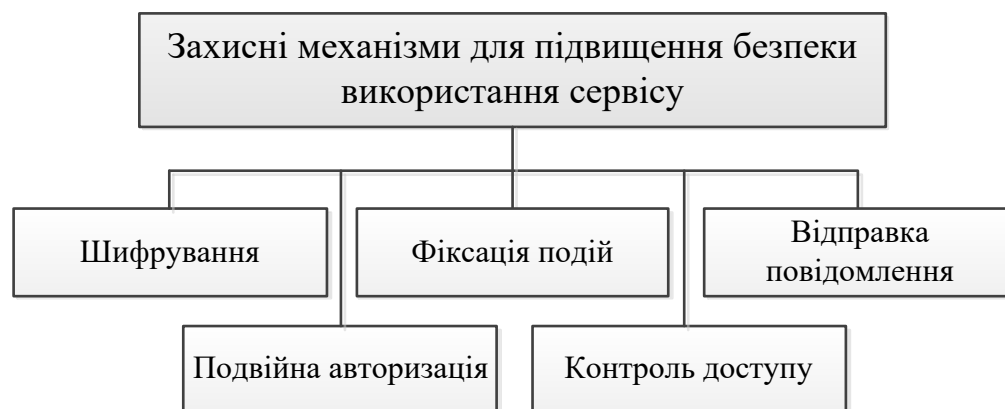 Захисні механізми для підвищення безпеки
використання сервісу
Шифрування
Фіксація подій
Відправка
повідомлення
Подвійна авторизація
Контроль доступу